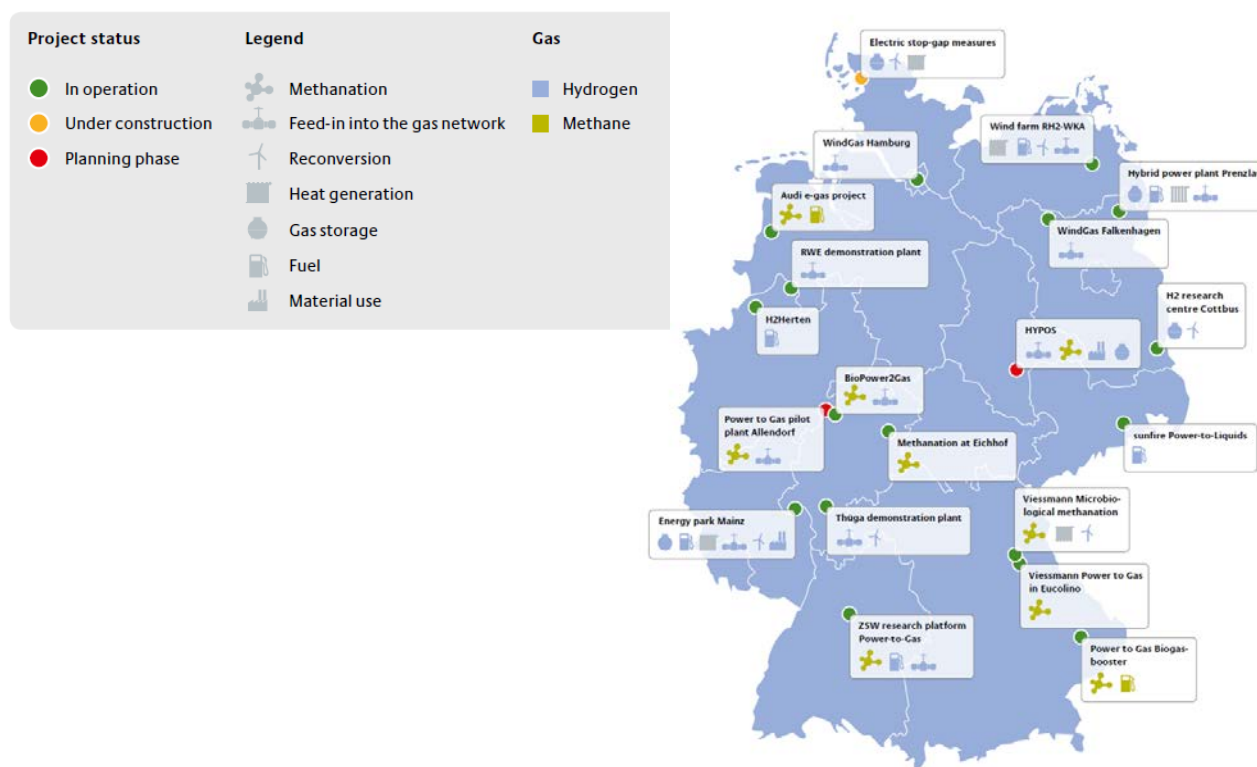 Project status
In operation
Under construction
Planning phase
Legend
Methanation
Feed-in into the gas network
Reconversion
Heat generation
Gas storage
Fuel
Material use
Gas
Hydrogen
Methane
Electric stop-gap measures
WindGas Hamburg
Wind farm RH2-WKA
Audi e-gas project
Hybrid power plant Prenzla
WindGas Falkenhagen
RWE demonstration plant
H2Herten
H2 research
centre Cottbus
HYPOS
BioPower2Gas
Power to Gas pilot
plant Allendorf
Methanation at Eichhof
sunfire Power-to-Liquids
Energy park Mainz
Thüga demonstration plant
Viessmann Microbio-
logical methanation
Viessmann Power to Gas
in Eucolino
ZSW research platform
Power-to-Gas
Power to Gas Biogas-
booster